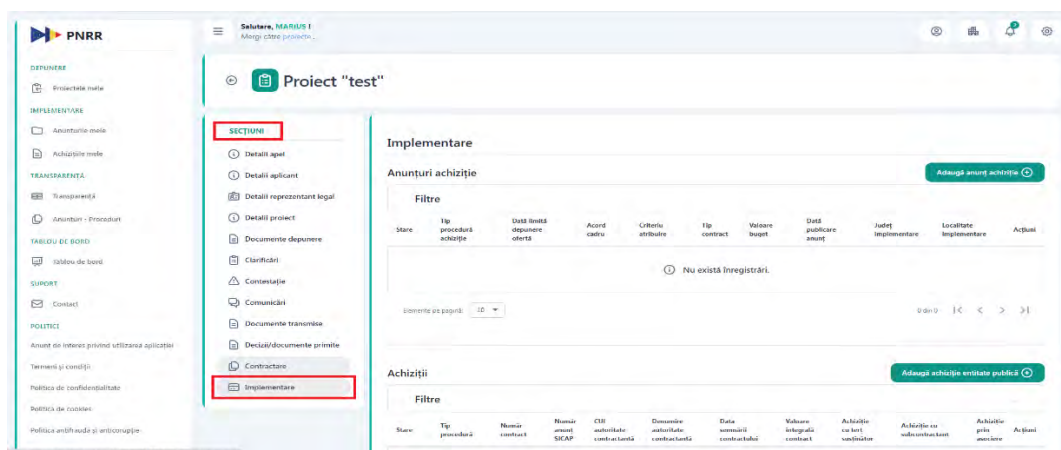 PNRR
Salutare, MARIUS !
Mergi către proiecte...
DEPUNERE
Proiectele mele
IMPLEMENTARE
Anunțurile mele
Achizițiile mele
TRANSPARENȚĂ
Transparență
Anunțuri - Proceduri
TABLOU DE BORD
Tablou de bord
SUPORT
Contact
POLITICI
Anunț de interes privind utilizarea aplicației
Termeni și condiții
Politica de confidențialitate
Politica de cookies
Politica antifraudă și anticorupție
Proiect "test"
SECȚIUNI
Detalii apel
Detalii aplicant
Detalii reprezentant legal
Detalii proiect
Documente depunere
Clarificări
Contestație
Comunicări
Documente transmise
Decizii/documente primite
Contractare
Implementare
Implementare
Anunțuri achiziție
Adaugă anunț achiziție
Filtre
Stare
Tip procedură achiziție
Dată limită depunere ofertă
Acord cadru
Criteriu atribuire
Tip contract
Valoare buget
Dată publicare anunț
Județ Implementare
Localitate Implementare
Acțiuni
Nu există înregistrări.
Elemente pe pagină: 10
0 din 0
Achiziții
Adaugă achiziție entitate publică
Filtre
Stare
Tip procedură
Număr contract
Număr anunț SICAP
CUI autoritate contractantă
Denumire autoritate contractantă
Data semnării contractului
Valoare integrală contract
Achiziție cu terț susținător
Achiziție cu subcontractant
Achiziție prin asociere
Acțiuni